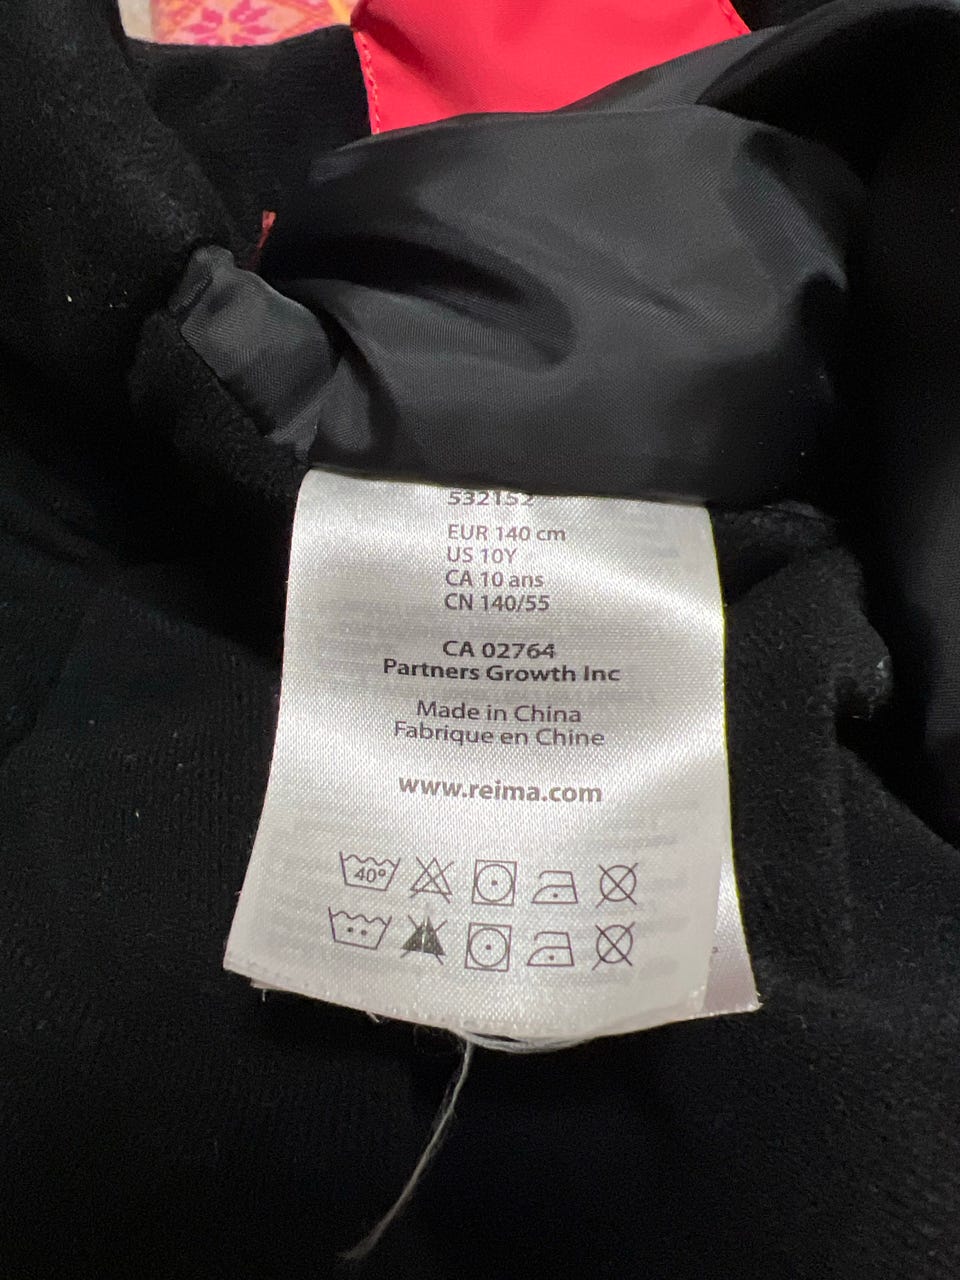 532152
EUR 140 cm
US 10Y
CA 10 ans
CN 140/55
CA 02764
Partners Growth Inc
Made in China
Fabrique en Chine
www.reima.com
40°